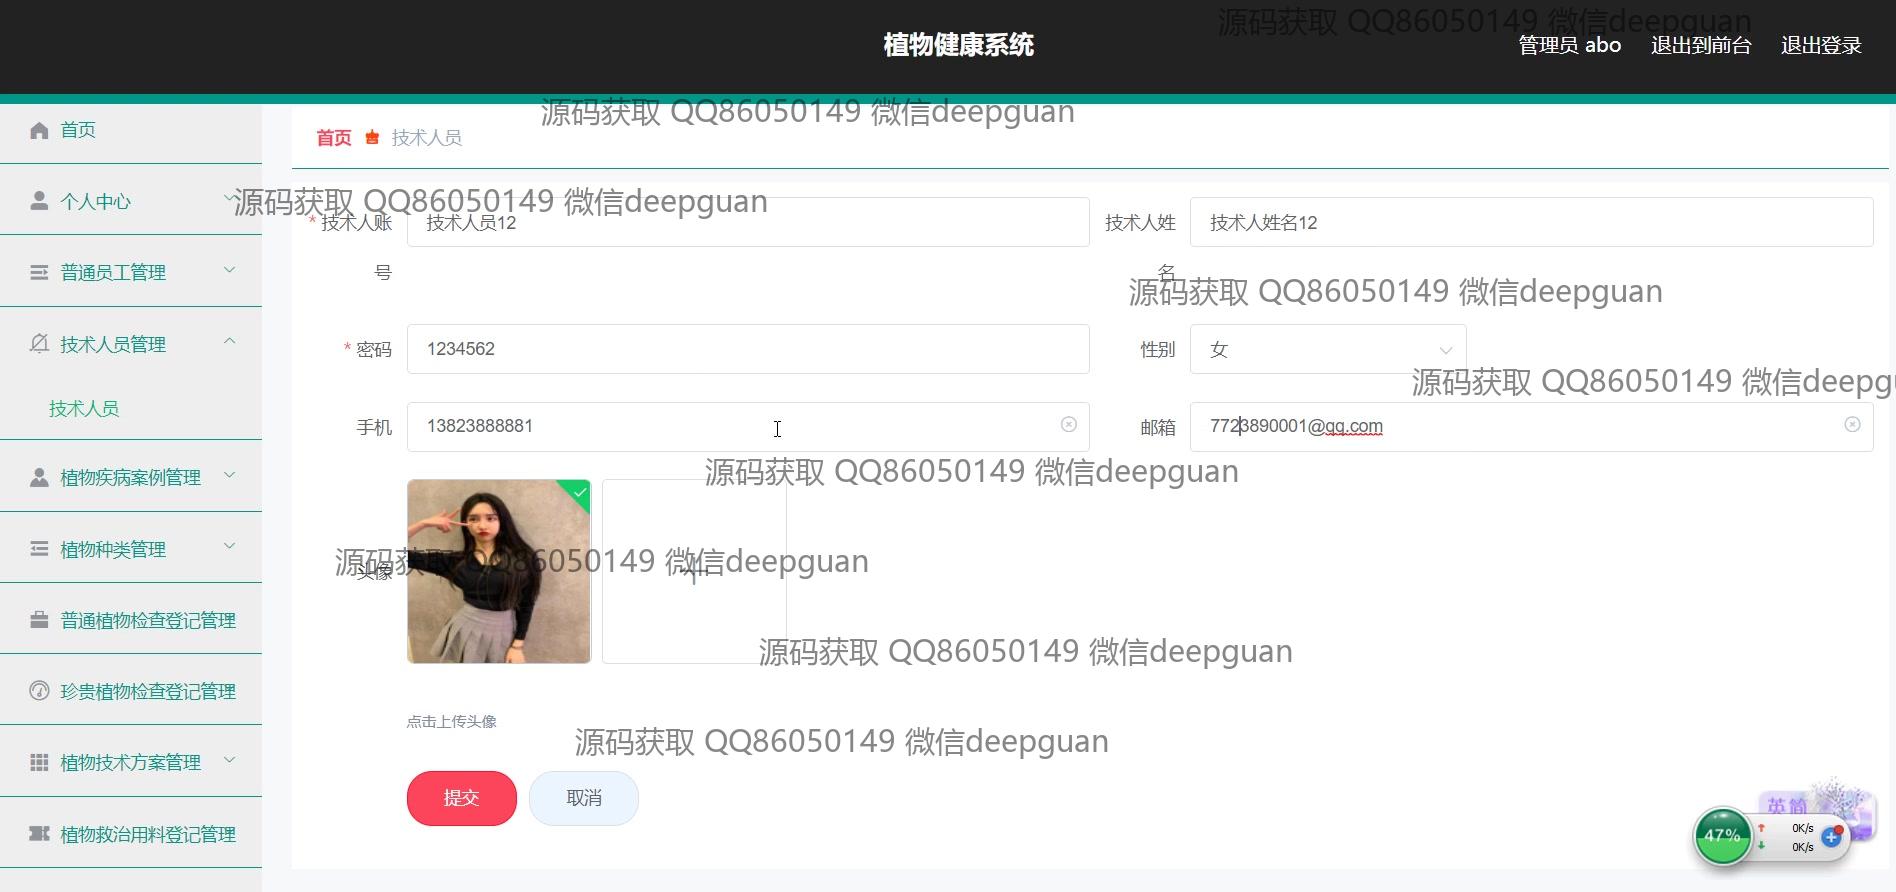 植物健康系统
管理员 abo
退出到前台
退出登录
源码获取 QQ86050149 微信deepguan
首页
个人中心
普通员工管理
技术人员管理
技术人员
植物疾病案例管理
植物种类管理
普通植物检查登记管理
珍贵植物检查登记管理
植物技术方案管理
植物救治用料登记管理
源码获取 QQ86050149 微信deepguan
首页 技术人员
源码获取 QQ86050149 微信deepguan
* 技术人账号 技术人员12
技术人姓名 技术人姓名12
源码获取 QQ86050149 微信deepguan
* 密码 1234562
性别 女
源码获取 QQ86050149 微信deepg
手机 13823888881
邮箱 7723890001@qq.com
源码获取 QQ86050149 微信deepguan
头像
源码获取 QQ86050149 微信deepguan
源码获取 QQ86050149 微信deepguan
点击上传头像
源码获取 QQ86050149 微信deepguan
提交
取消
英简
47%
0K/s
0K/s